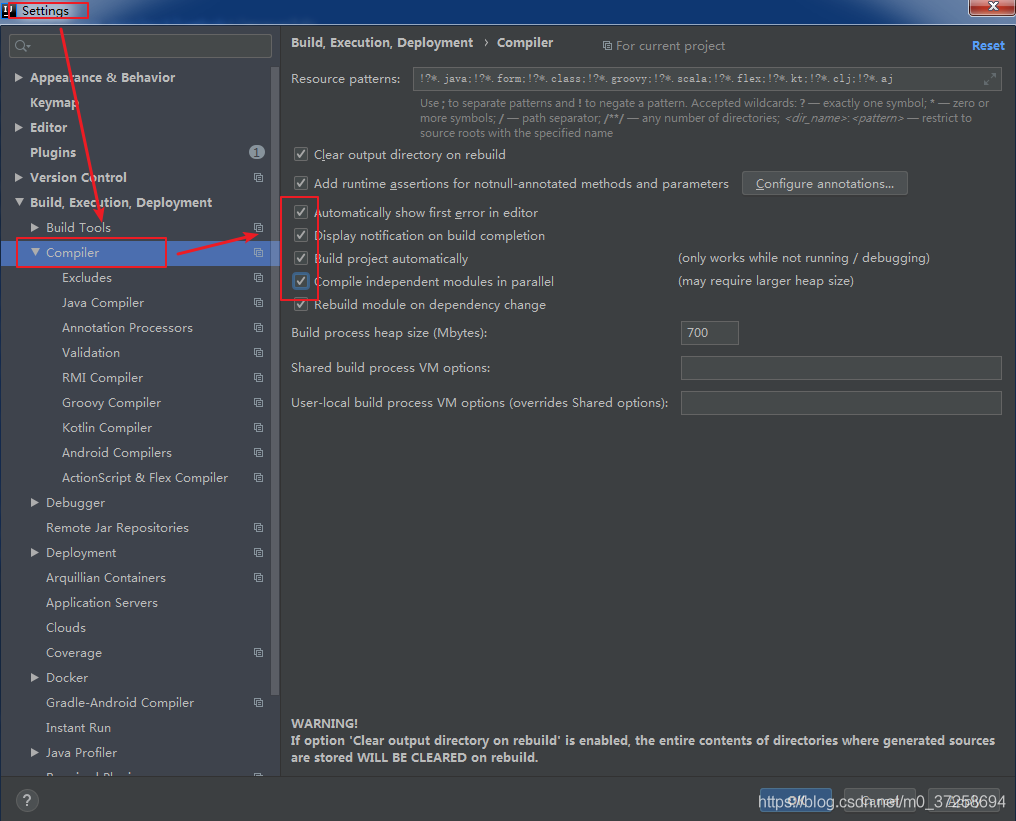 Settings
Appearance & Behavior
Keymap
Editor
Plugins 1
Version Control
Build, Execution, Deployment
Build Tools
Compiler
Excludes
Java Compiler
Annotation Processors
Validation
RMI Compiler
Groovy Compiler
Kotlin Compiler
Android Compilers
ActionScript & Flex Compiler
Debugger
Remote Jar Repositories
Deployment
Arquillian Containers
Application Servers
Clouds
Coverage
Docker
Gradle-Android Compiler
Instant Run
Java Profiler
Build, Execution, Deployment › Compiler For current project Reset
Resource patterns: !?*.java;!?*.form;!?*.class;!?*.groovy;!?*.scala;!?*.flex;!?*.kt;!?*.clj;!?*.aj
Use ; to separate patterns and ! to negate a pattern. Accepted wildcards: ? — exactly one symbol; * — zero or
more symbols; / — path separator; /**/ — any number of directories; <dir_name>:<pattern> — restrict to
source roots with the specified name
Clear output directory on rebuild
Add runtime assertions for notnull-annotated methods and parameters Configure annotations...
Automatically show first error in editor
Display notification on build completion
Build project automatically (only works while not running / debugging)
Compile independent modules in parallel (may require larger heap size)
Rebuild module on dependency change
Build process heap size (Mbytes): 700
Shared build process VM options:
User-local build process VM options (overrides Shared options):
WARNING!
If option 'Clear output directory on rebuild' is enabled, the entire contents of directories where generated sources
are stored WILL BE CLEARED on rebuild.
? OK Cancel Apply
https://blog.csdn.net/m0_37258694